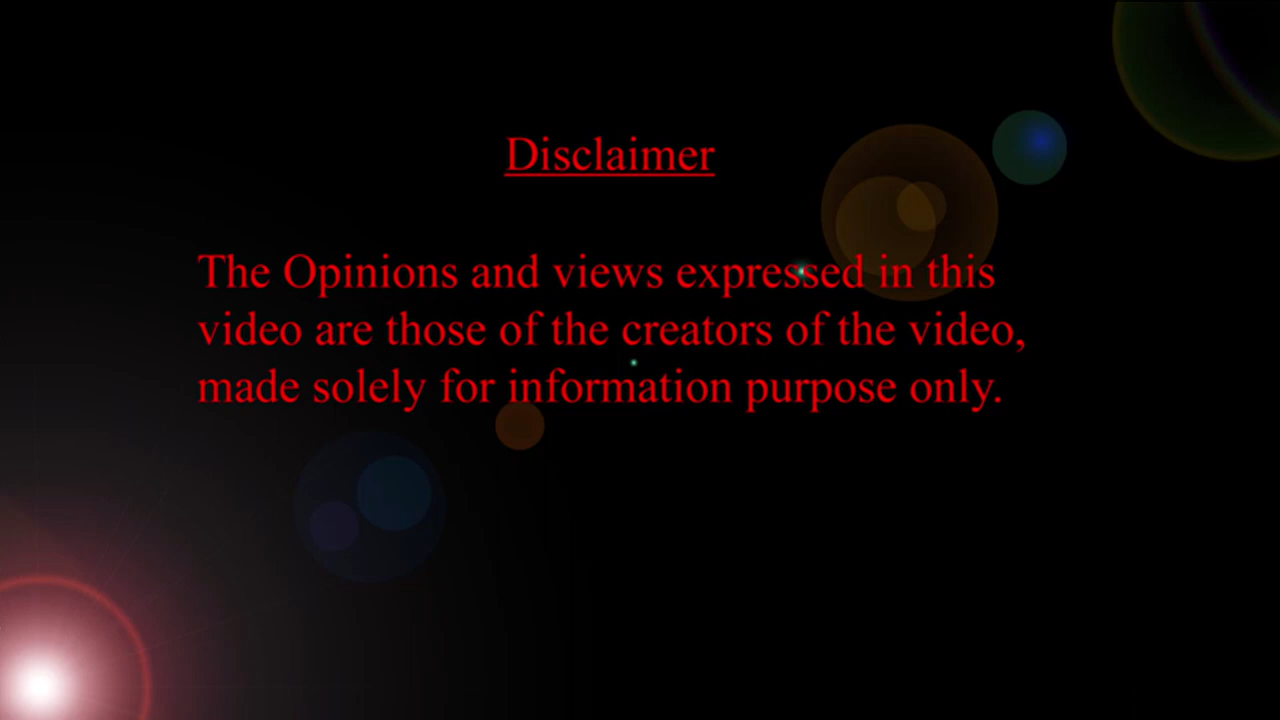 Disclaimer
The Opinions and views expressed in this
video are those of the creators of the video,
made solely for information purpose only.